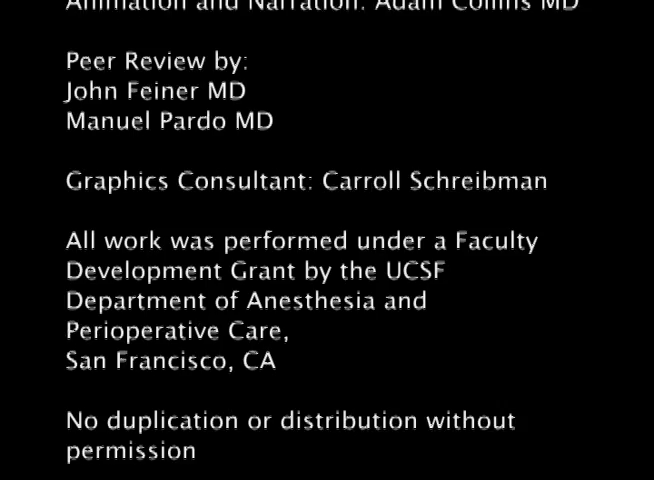 Animation and Narration: Adam Collins MD
Peer Review by:
John Feiner MD
Manuel Pardo MD
Graphics Consultant: Carroll Schreibman
All work was performed under a Faculty
Development Grant by the UCSF
Department of Anesthesia and
Perioperative Care,
San Francisco, CA
No duplication or distribution without
permission